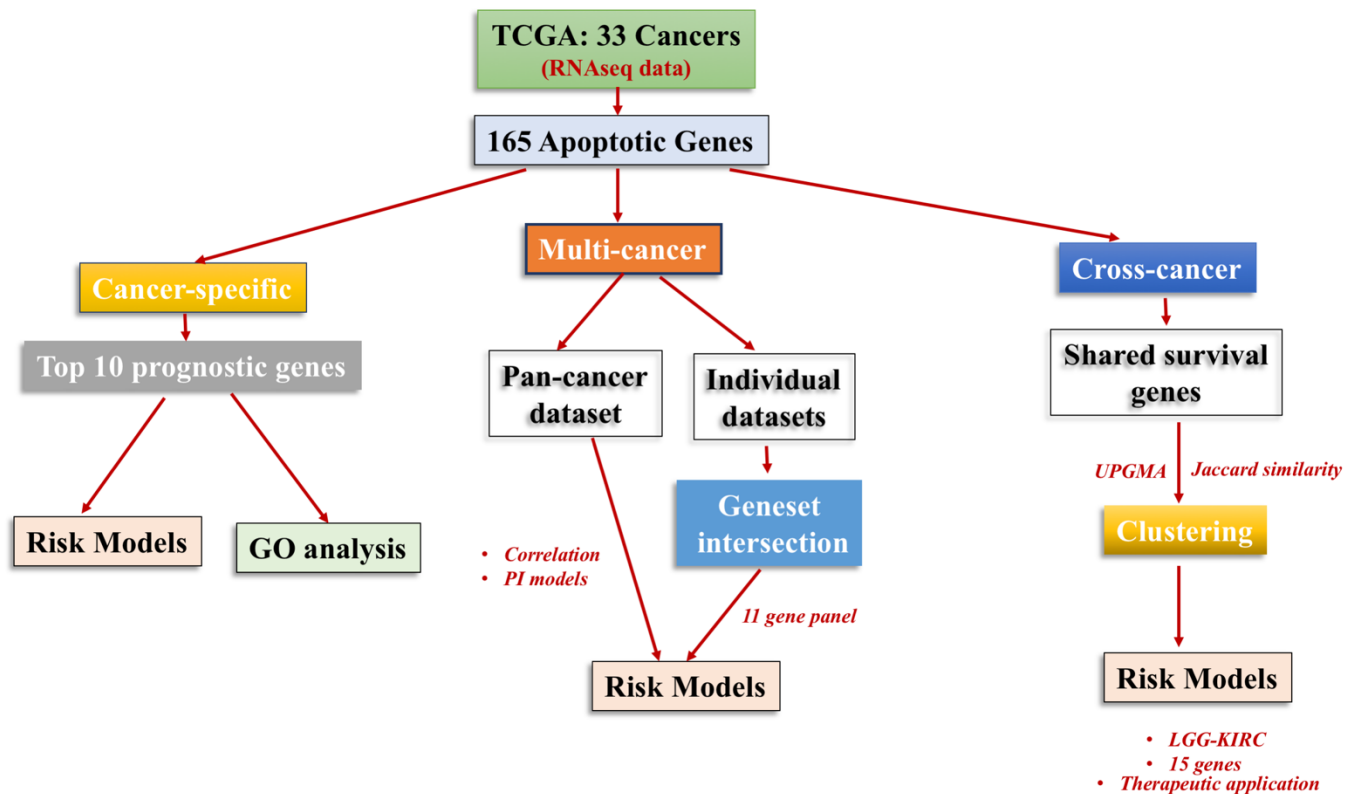 TCGA: 33 Cancers
(RNAseq data)
165 Apoptotic Genes
Cancer-specific
Top 10 prognostic genes
Risk Models
GO analysis
Multi-cancer
Pan-cancer
dataset
Individual
datasets
Geneset
intersection
• Correlation
• PI models
11 gene panel
Risk Models
Cross-cancer
Shared survival
genes
UPGMA
Jaccard similarity
Clustering
Risk Models
• LGG-KIRC
• 15 genes
• Therapeutic application